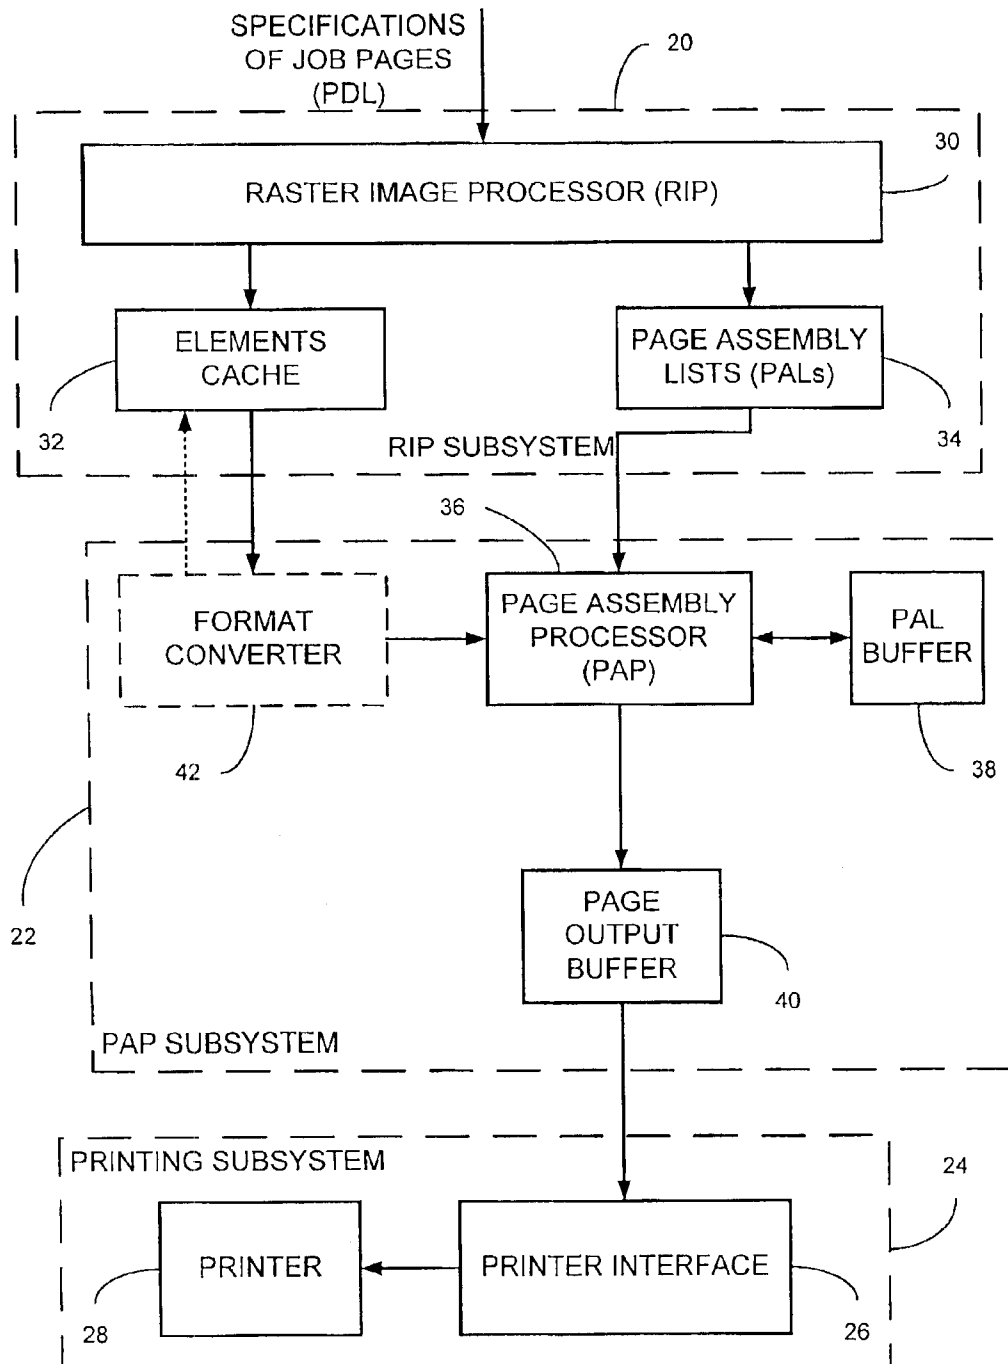 SPECIFICATIONS
OF JOB PAGES
(PDL)
20
30
RASTER IMAGE PROCESSOR (RIP)
ELEMENTS
CACHE
PAGE ASSEMBLY
LISTS (PALs)
32
RIP SUBSYSTEM
34
36
FORMAT
CONVERTER
PAGE ASSEMBLY
PROCESSOR
(PAP)
PAL
BUFFER
42
38
22
PAGE
OUTPUT
BUFFER
40
PAP SUBSYSTEM
PRINTING SUBSYSTEM
24
PRINTER
PRINTER INTERFACE
28
26